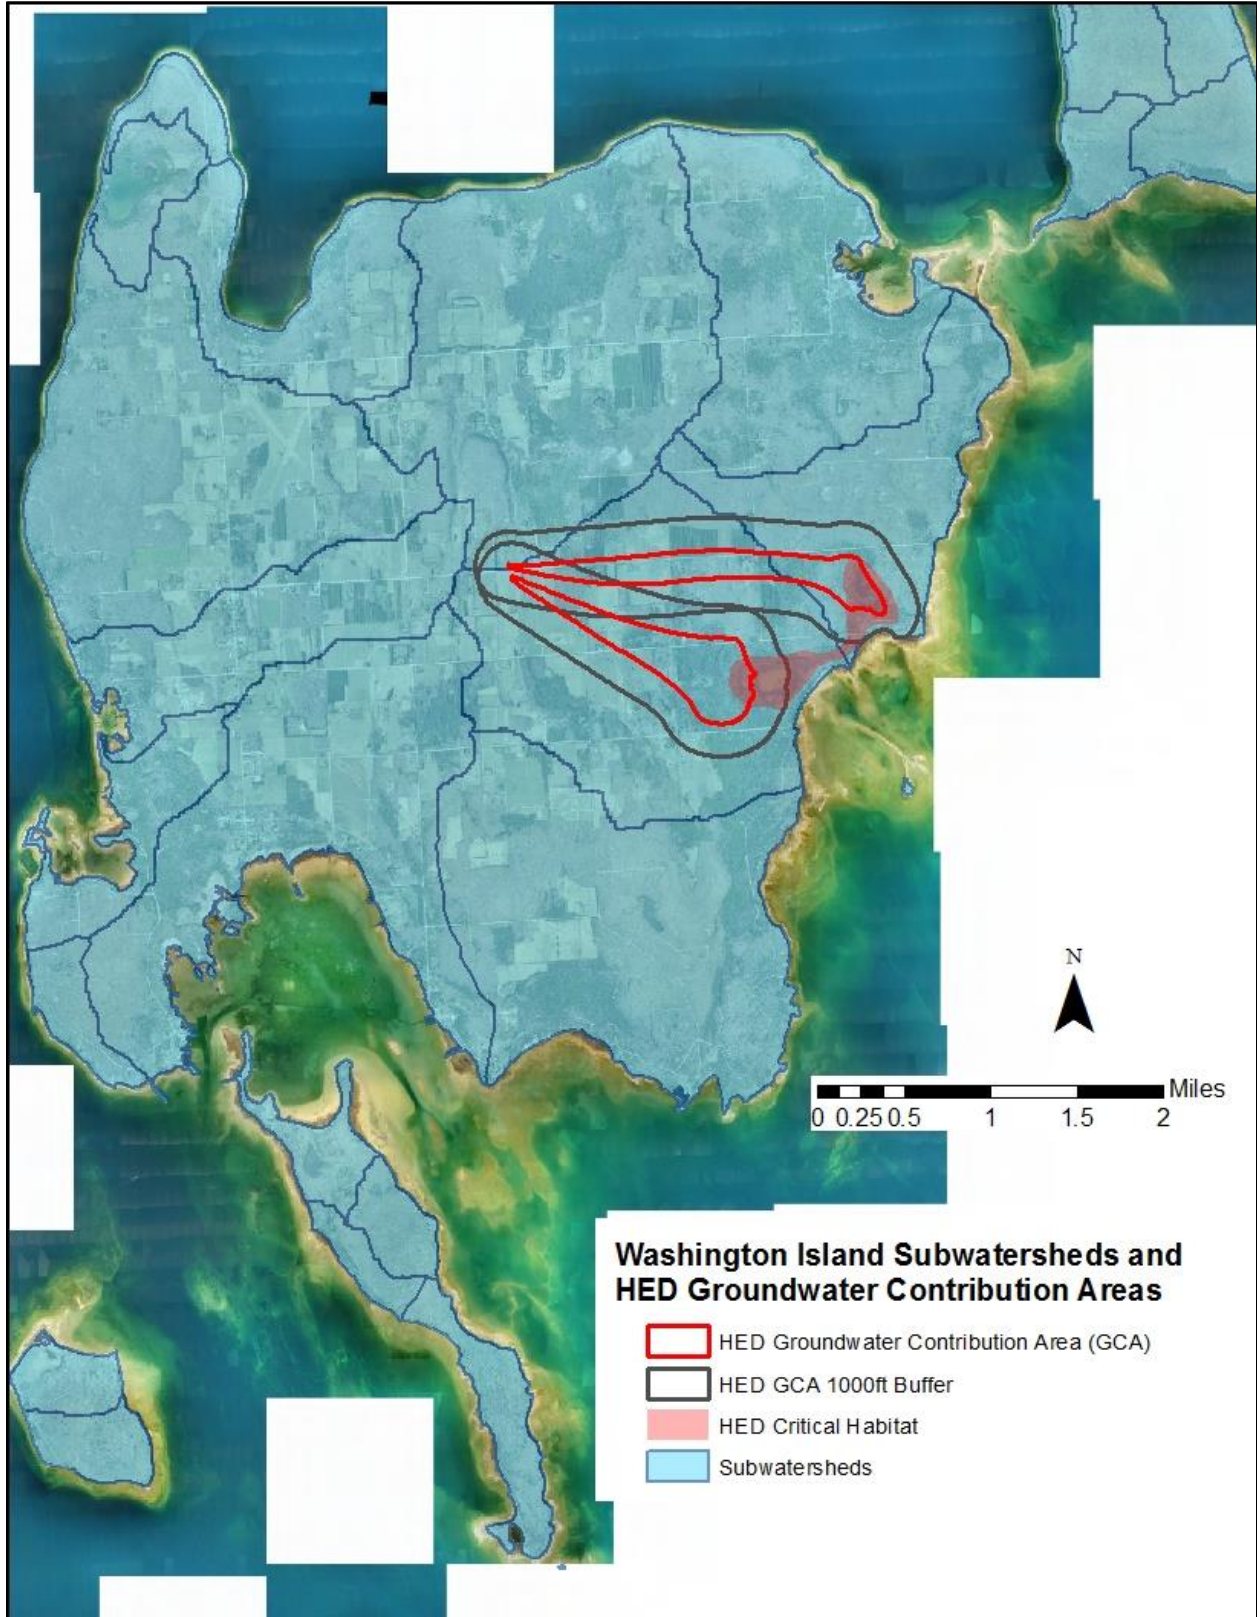 N
Miles
0 0.25 0.5 1 1.5 2
Washington Island Subwatersheds and
HED Groundwater Contribution Areas
HED Groundwater Contribution Area (GCA)
HED GCA 1000ft Buffer
HED Critical Habitat
Subwatersheds